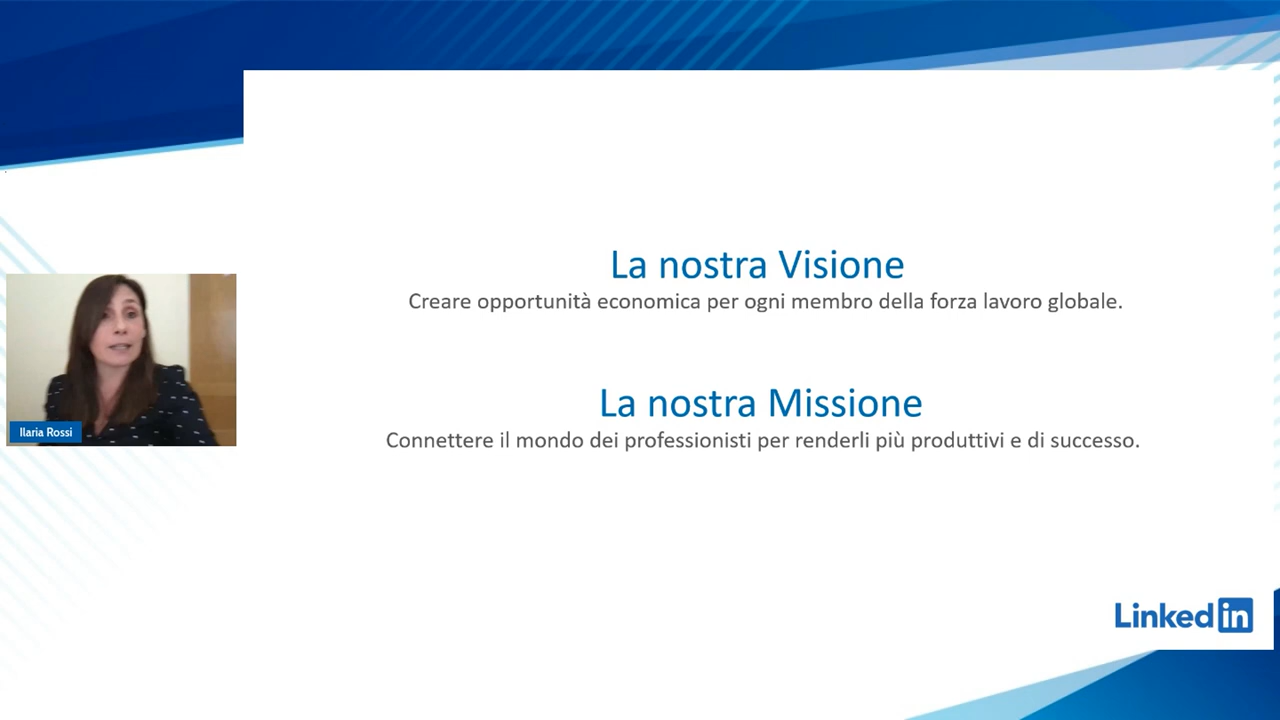 La nostra Visione
Creare opportunità economica per ogni membro della forza lavoro globale.
La nostra Missione
Connettere il mondo dei professionisti per renderli più produttivi e di successo.
Ilaria Rossi
Linkedin